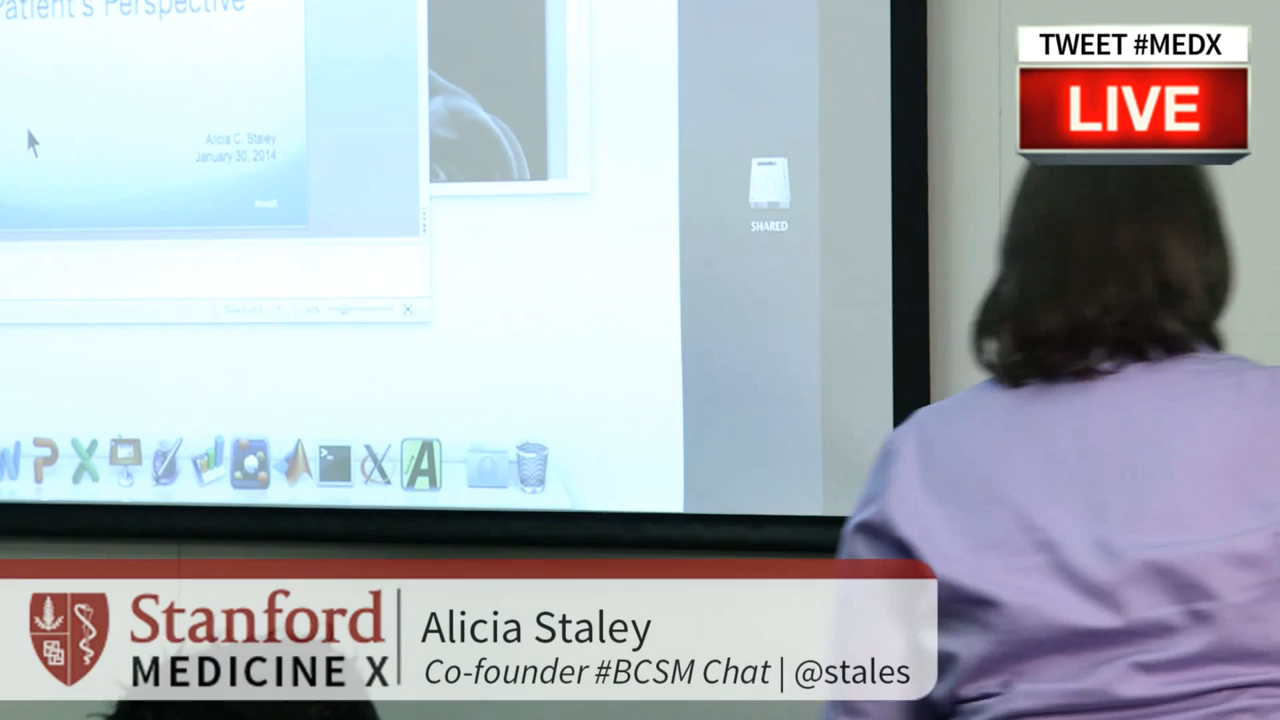 Patient's Perspective
TWEET #MEDX
LIVE
Alicia C. Staley
January 30, 2014
SHARED
W P X A
Stanford
MEDICINE X
Alicia Staley
Co-founder #BCSM Chat | @stales